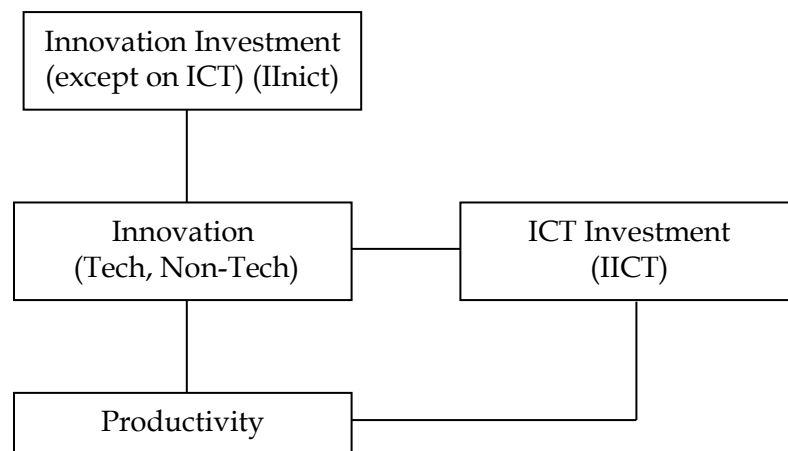 Innovation Investment
(except on ICT) (IInict)
Innovation
(Tech, Non-Tech)
ICT Investment
(IICT)
Productivity